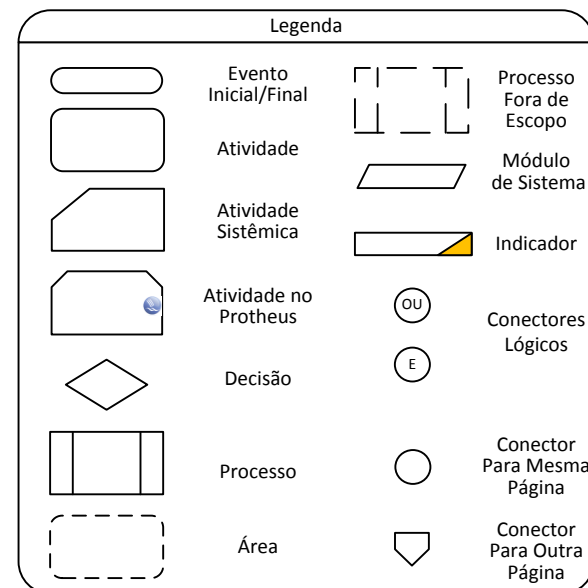 Legenda
Evento
Inicial/Final
Atividade
Atividade
Sistêmica
Atividade no
Protheus
Decisão
Processo
Área
Processo
Fora de
Escopo
Módulo
de Sistema
Indicador
OU
E
Conectores
Lógicos
Conector
Para Mesma
Página
Conector
Para Outra
Página